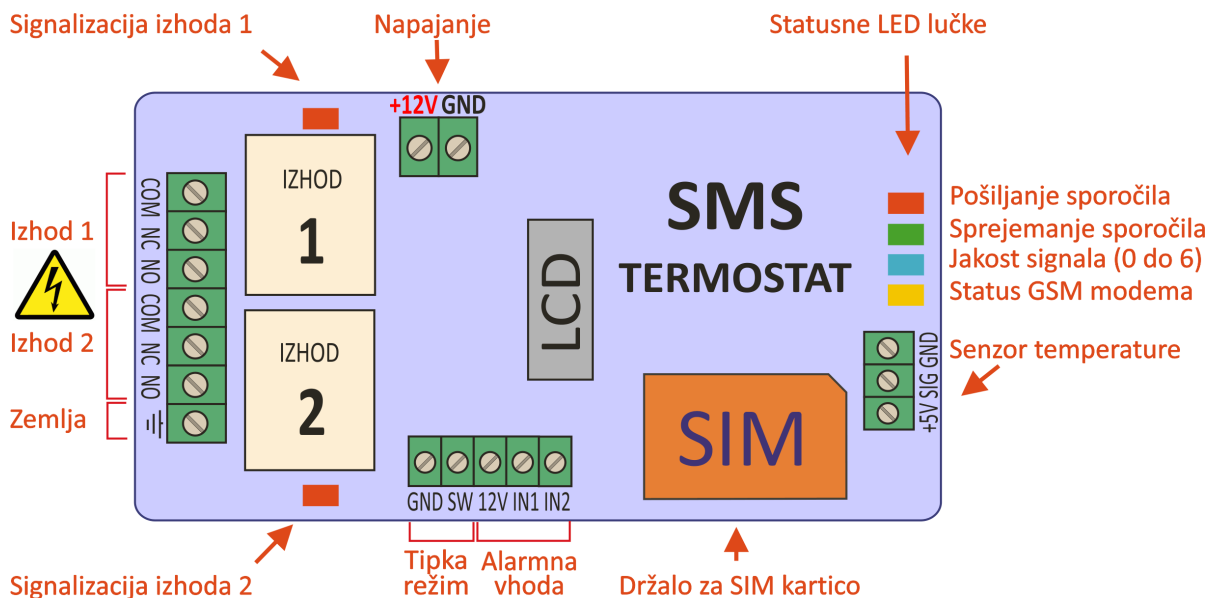 Signalizacija izhoda 1
Napajanje
Statusne LED lučke
+12V GND
IZHOD
1
COM NC NO COM NC NO
Izhod 1
Izhod 2
Zemlja
IZHOD
2
LCD
SMS
TERMOSTAT
Pošiljanje sporočila
Sprejemanje sporočila
Jakost signala (0 do 6)
Status GSM modema
Senzor temperature
+5V SIG GND
SIM
GND SW 12V IN1 IN2
Tipka
režim
Alarmna
vhoda
Signalizacija izhoda 2
Držalo za SIM kartico